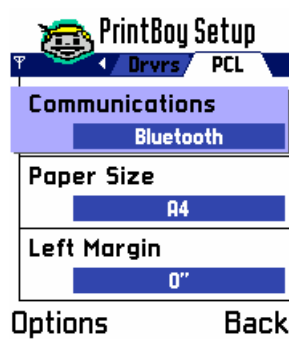 PrintBoy Setup
Drvrs PCL
Communications
Bluetooth
Paper Size
A4
Left Margin
0"
Options Back